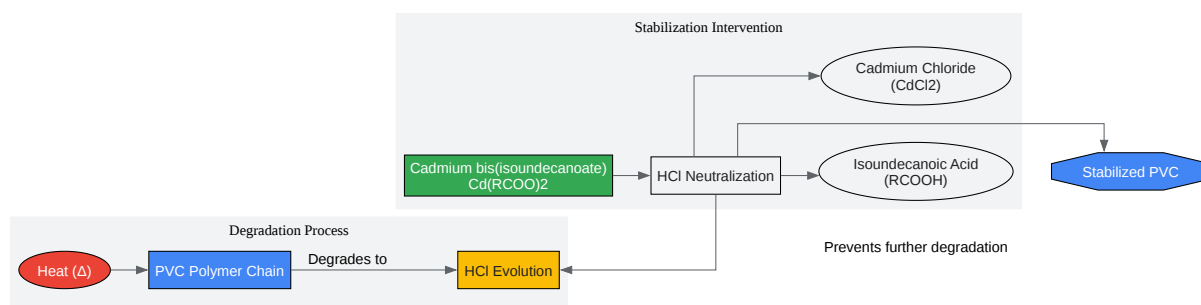 Stabilization Intervention
Cadmium Chloride
(CdCl2)
Cadmium bis(isoundecanoate)
Cd(RCOO)2
HCl Neutralization
Isoundecanoic Acid
(RCOOH)
Stabilized PVC
Degradation Process
Prevents further degradation
Heat (Δ)
PVC Polymer Chain
Degrades to
HCl Evolution